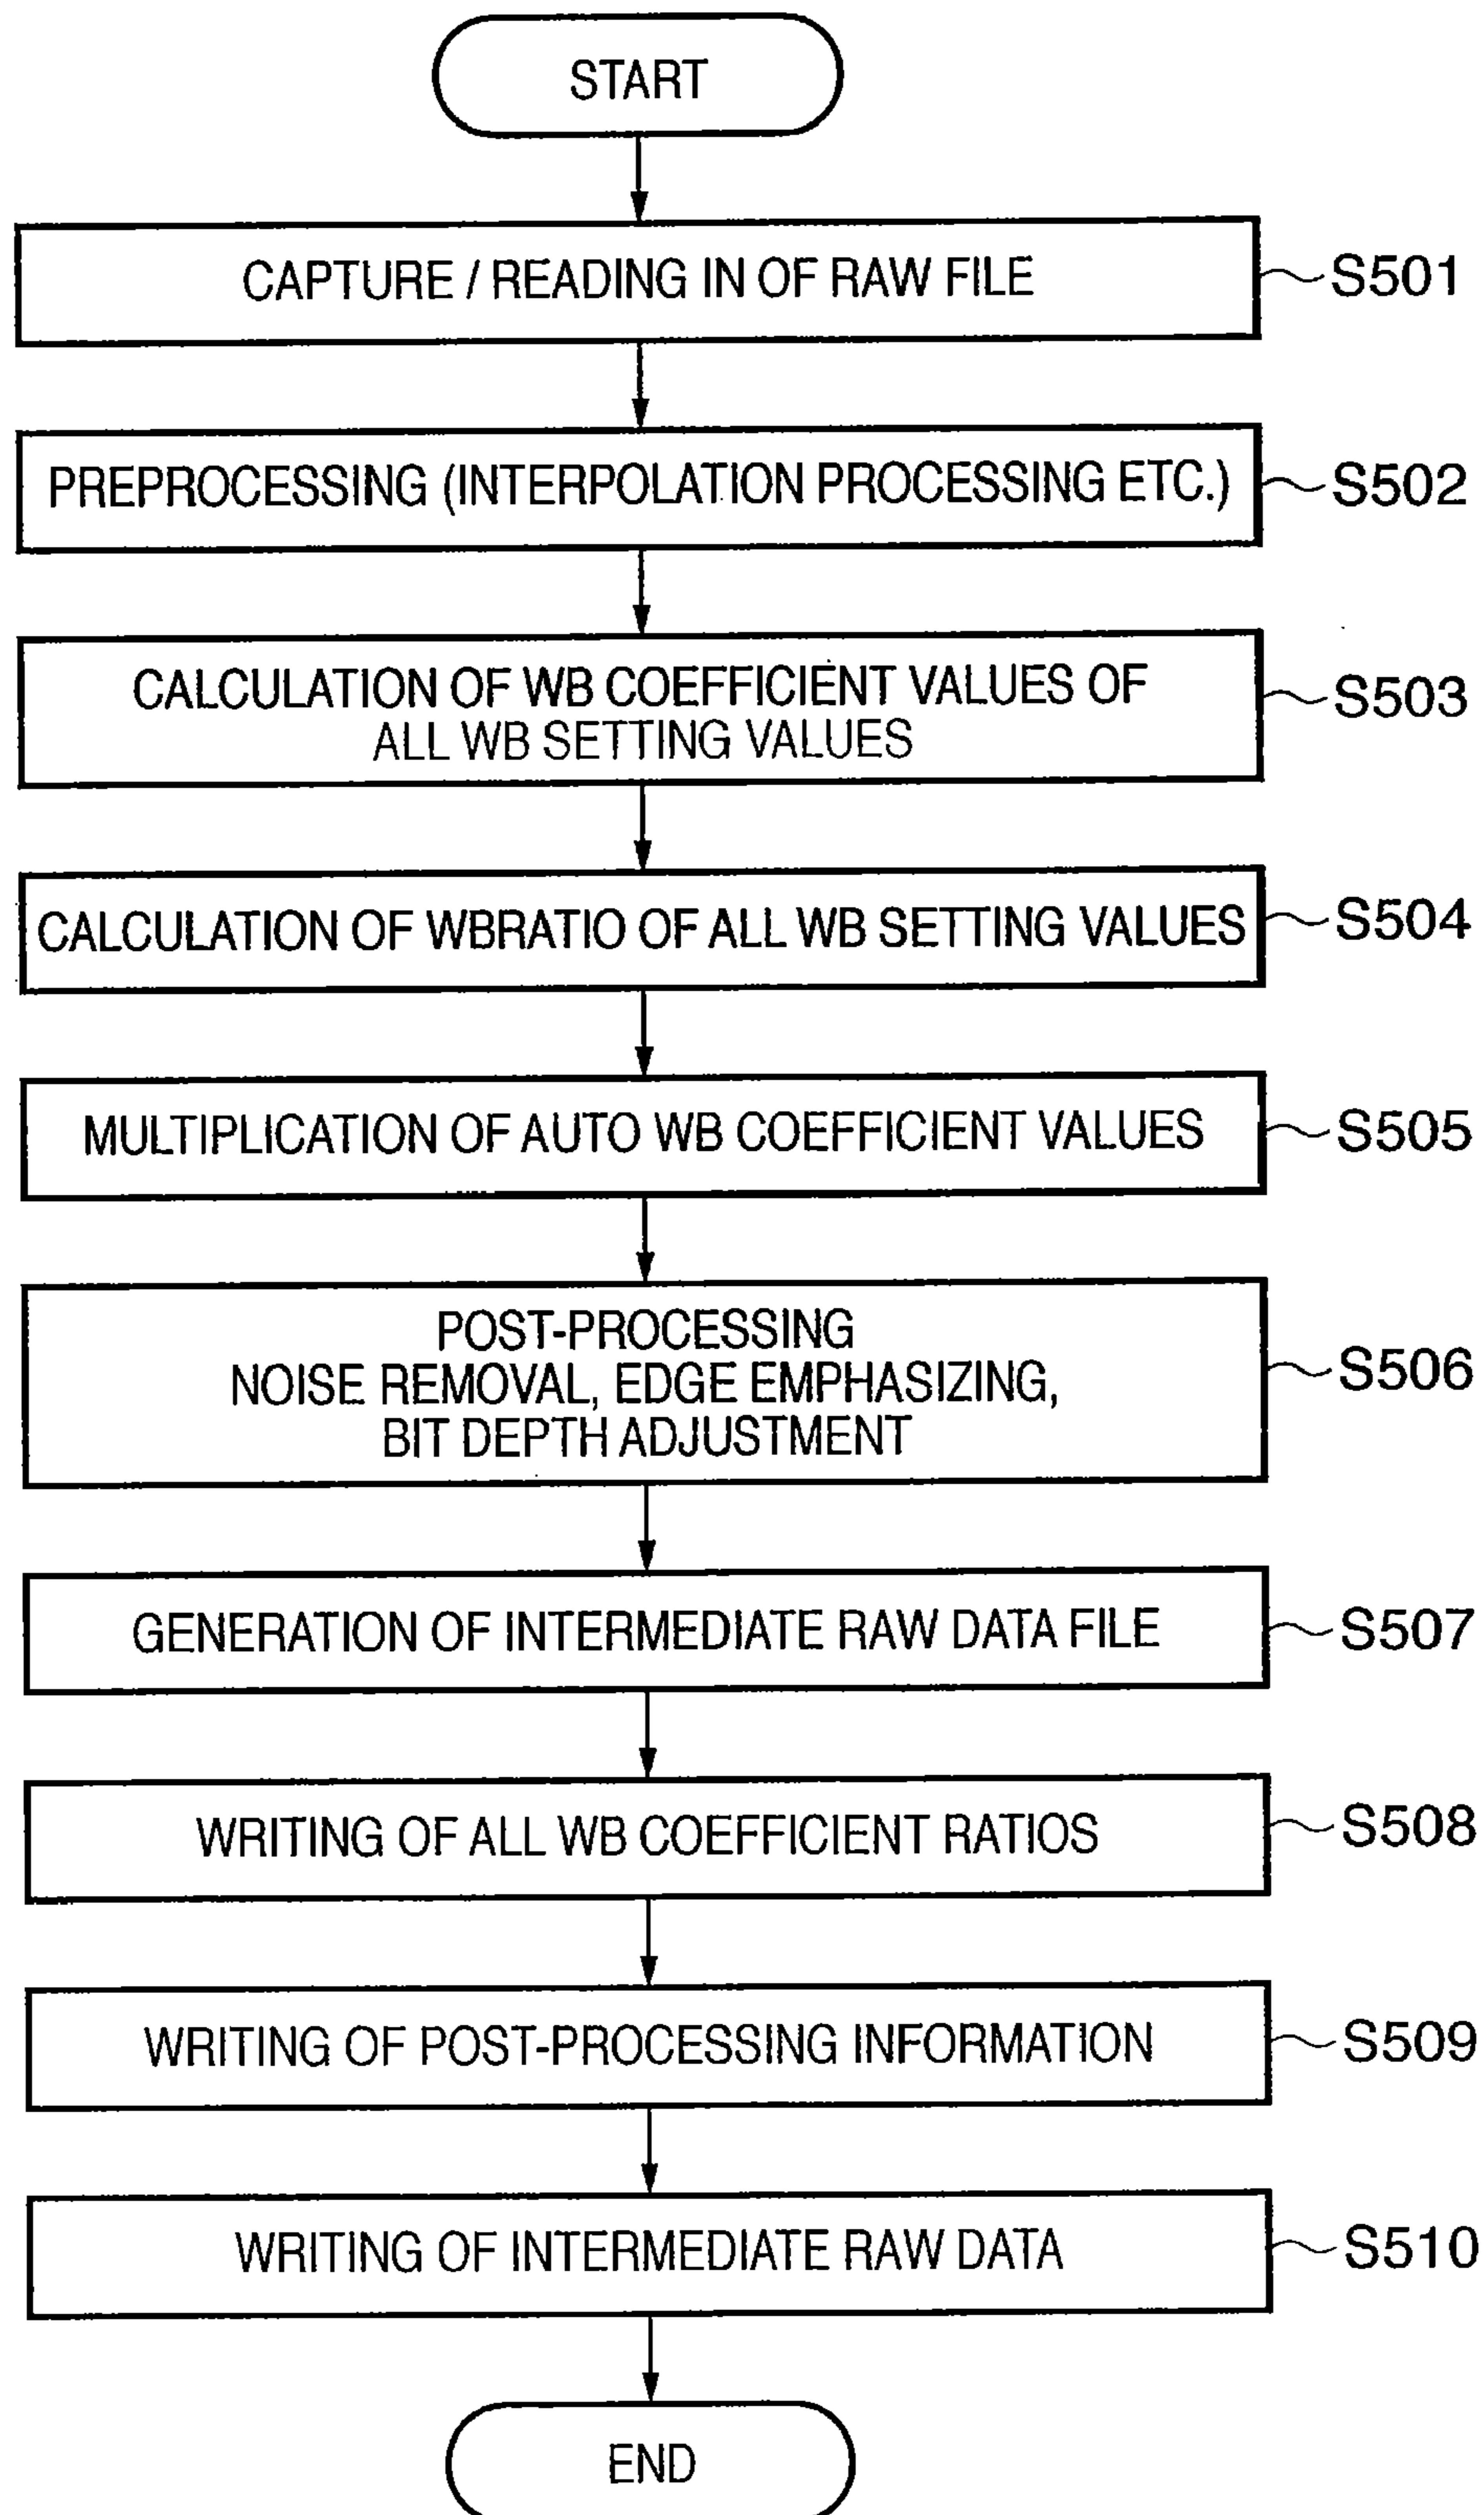 START
CAPTURE / READING IN OF RAW FILE
S501
PREPROCESSING (INTERPOLATION PROCESSING ETC.)
S502
CALCULATION OF WB COEFFICIENT VALUES OF
ALL WB SETTING VALUES
S503
CALCULATION OF WBRATIO OF ALL WB SETTING VALUES
S504
MULTIPLICATION OF AUTO WB COEFFICIENT VALUES
S505
POST-PROCESSING
NOISE REMOVAL, EDGE EMPHASIZING,
BIT DEPTH ADJUSTMENT
S506
GENERATION OF INTERMEDIATE RAW DATA FILE
S507
WRITING OF ALL WB COEFFICIENT RATIOS
S508
WRITING OF POST-PROCESSING INFORMATION
S509
WRITING OF INTERMEDIATE RAW DATA
S510
END